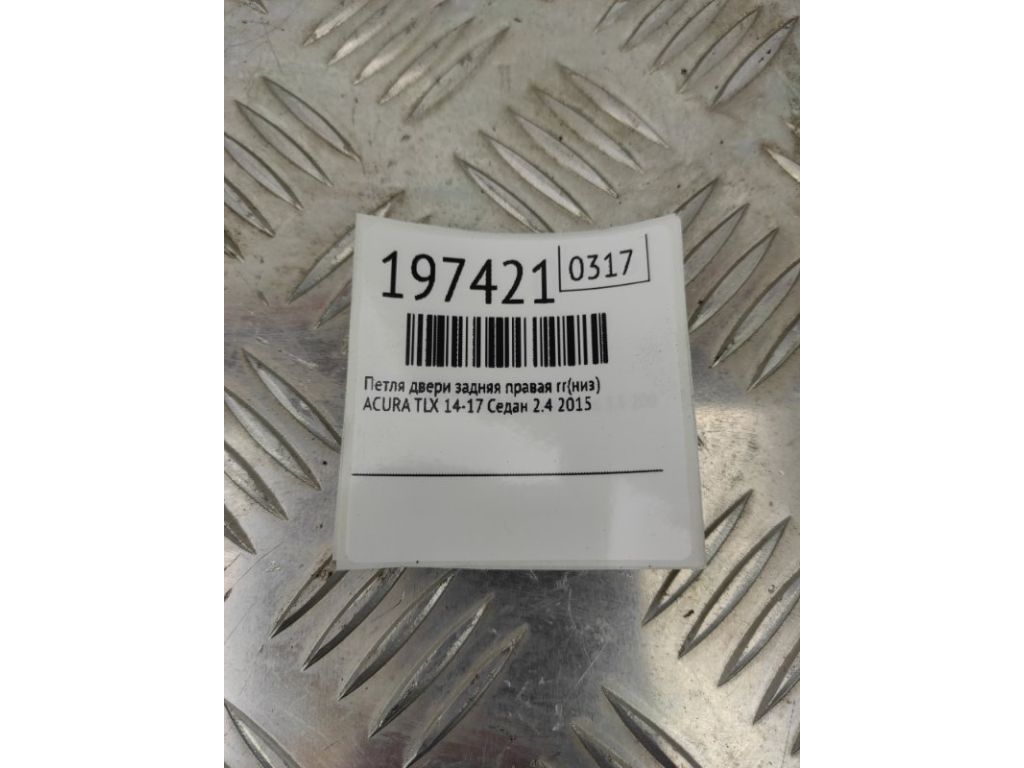 197421 0317
Петля двери задняя правая rr(низ)
ACURA TLX 14-17 Седан 2.4 2015